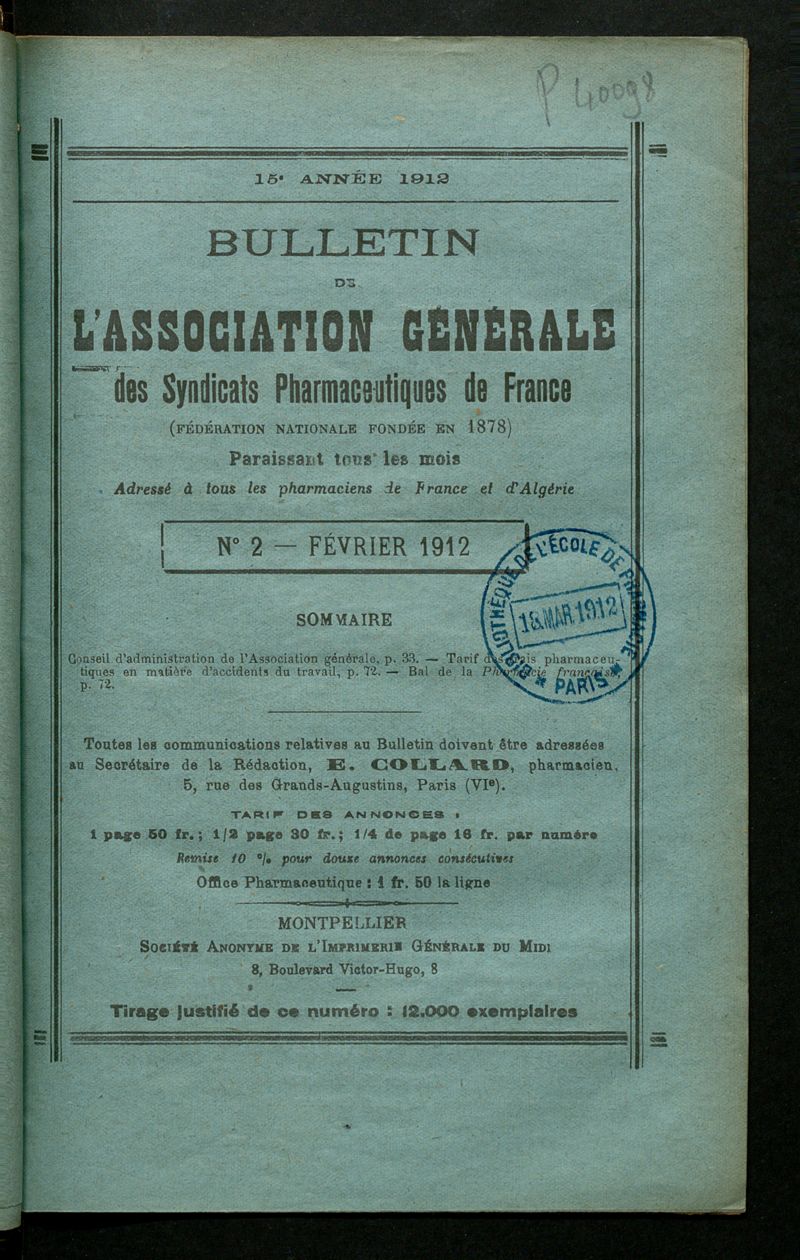 P 40098
15e ANNÉE 1912
BULLETIN
DE
L'ASSOCIATION GÉNÉRALE
des Syndicats Pharmaceutiques de France
(FÉDÉRATION NATIONALE FONDÉE EN 1878)
Paraissant tous les mois
Adressé à tous les pharmaciens de France et d'Algérie
N° 2 — FÉVRIER 1912
BIBLIOTHÈQUE DE L'ÉCOLE DE PHARMACIE
MAR. 1912
* PARIS *
SOMMAIRE
Conseil d'administration de l'Association générale, p. 33. — Tarif des frais pharmaceu-
tiques en matière d'accidents du travail, p. 72. — Bal de la Pharmacie française,
p. 72.
Toutes les communications relatives au Bulletin doivent être adressées
au Secrétaire de la Rédaction, E. COLLARD, pharmacien,
5, rue des Grands-Augustins, Paris (VIe).
TARIF DES ANNONCES :
1 page 50 fr.; 1/2 page 30 fr.; 1/4 de page 16 fr. par numéro
Remise 10 % pour douze annonces consécutives
Office Pharmaceutique : 1 fr. 50 la ligne
MONTPELLIER
SOCIÉTÉ ANONYME DE L'IMPRIMERIE GÉNÉRALE DU MIDI
8, Boulevard Victor-Hugo, 8
Tirage justifié de ce numéro : 12.000 exemplaires